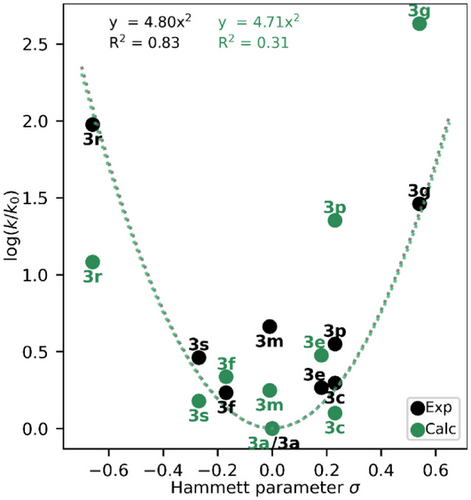 y = 4.80x² y = 4.71x²
R² = 0.83 R² = 0.31
3g
2.5
2.0
3r
1.5
3g
3p
log(k/k₀)
1.0
3r
3m
3p
3s
3e
0.5
3f
3e
3c
3s
3f
3m
3c
0.0
3a/3a
Exp
Calc
−0.6 −0.4 −0.2 0.0 0.2 0.4 0.6
Hammett parameter σ